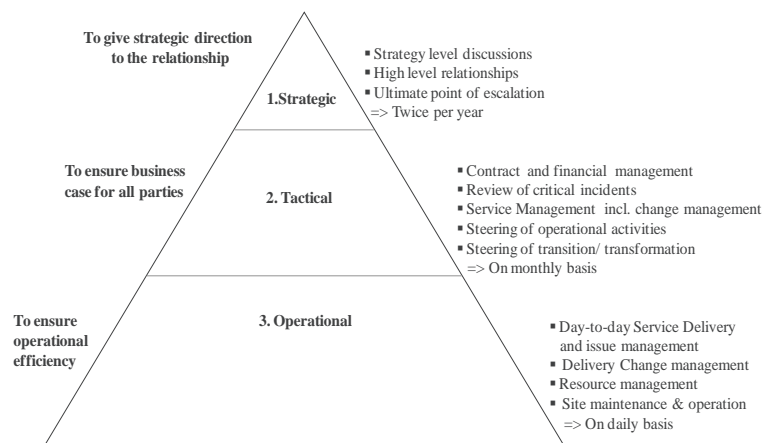 To give strategic direction
to the relationship
1.Strategic
▪ Strategy level discussions
▪ High level relationships
▪ Ultimate point of escalation
=> Twice per year
To ensure business
case for all parties
2. Tactical
▪ Contract and financial management
▪ Review of critical incidents
▪ Service Management incl. change management
▪ Steering of operational activities
▪ Steering of transition/ transformation
=> On monthly basis
To ensure
operational
efficiency
3. Operational
▪ Day-to-day Service Delivery
and issue management
▪ Delivery Change management
▪ Resource management
▪ Site maintenance & operation
=> On daily basis